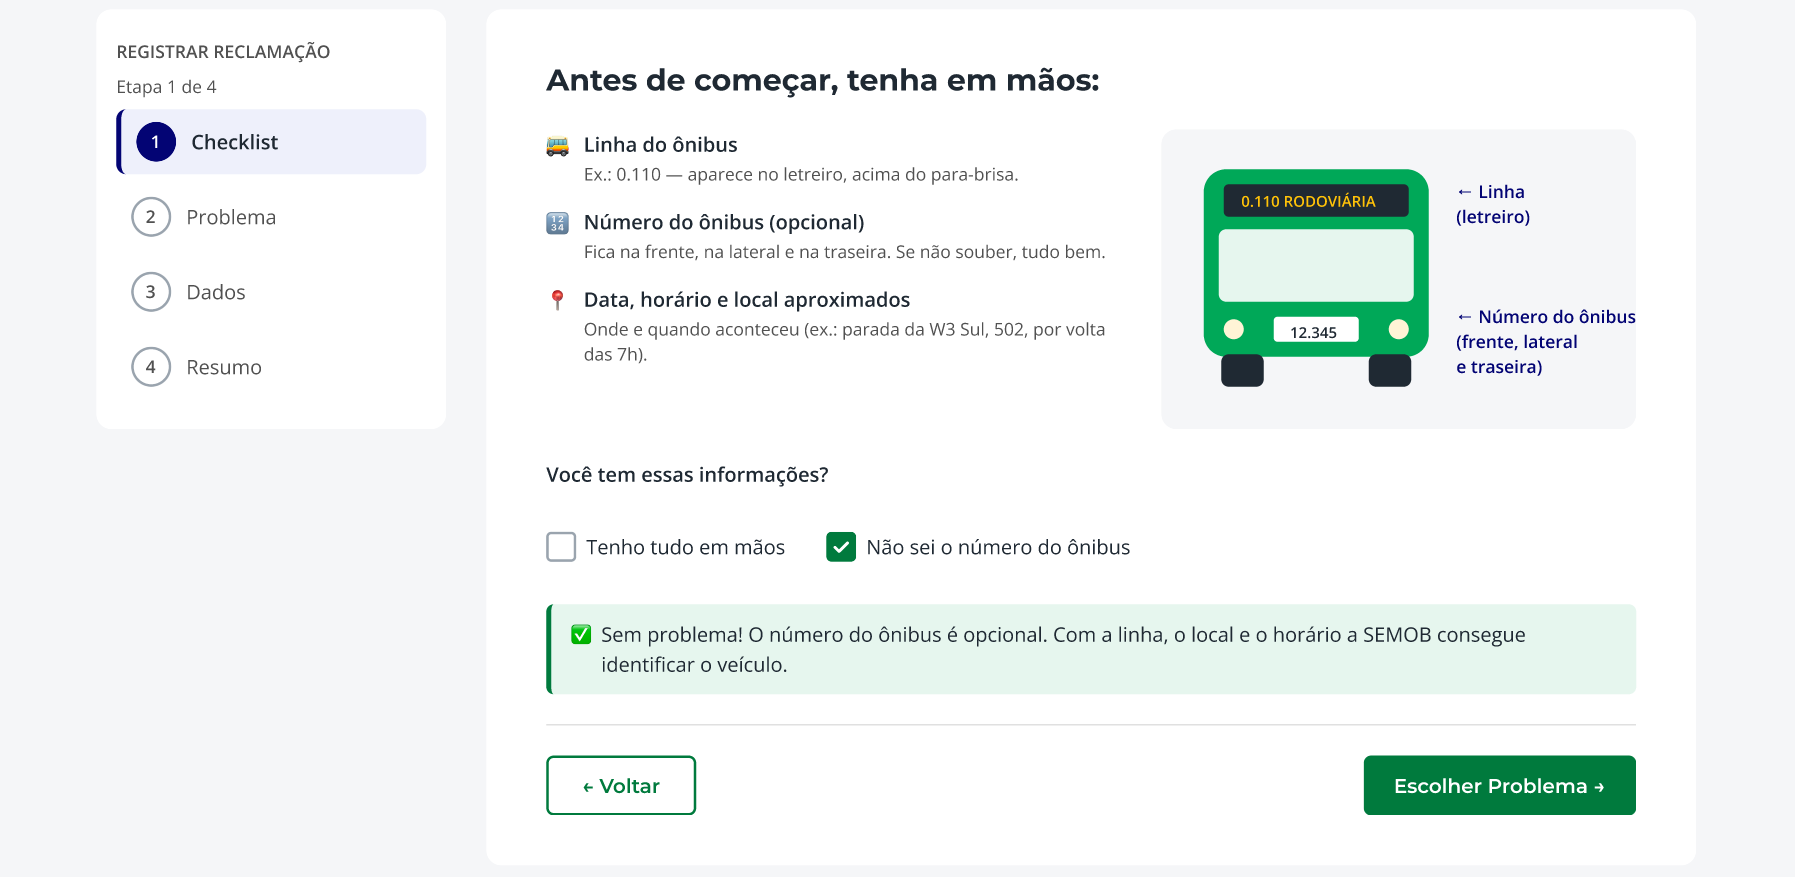 REGISTRAR RECLAMAÇÃO
Etapa 1 de 4
1 Checklist
2 Problema
3 Dados
4 Resumo
Antes de começar, tenha em mãos:
Linha do ônibus
Ex.: 0.110 — aparece no letreiro, acima do para-brisa.
Número do ônibus (opcional)
Fica na frente, na lateral e na traseira. Se não souber, tudo bem.
Data, horário e local aproximados
Onde e quando aconteceu (ex.: parada da W3 Sul, 502, por volta
das 7h).
0.110 RODOVIÁRIA
12.345
← Linha
(letreiro)
← Número do ônibus
(frente, lateral
e traseira)
Você tem essas informações?
Tenho tudo em mãos
Não sei o número do ônibus
Sem problema! O número do ônibus é opcional. Com a linha, o local e o horário a SEMOB consegue
identificar o veículo.
← Voltar
Escolher Problema →